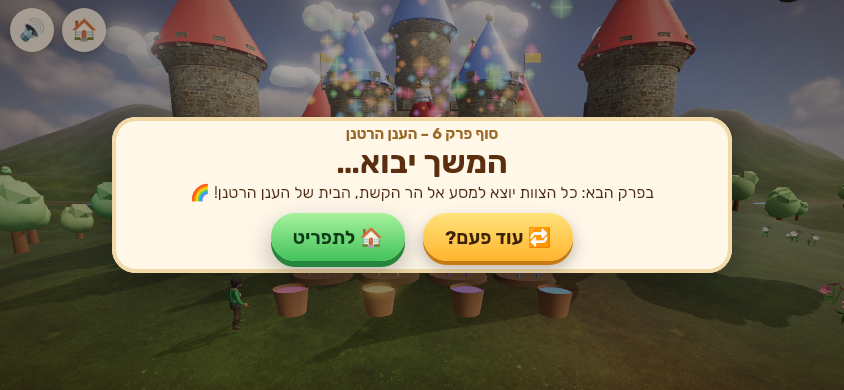 סוף פרק 6 – הענן הרטנן
המשך יבוא...
בפרק הבא: כל הצוות יוצא למסע אל הר הקשת, הבית של הענן הרטנן! 🌈
🔁 עוד פעם?
🏠 לתפריט